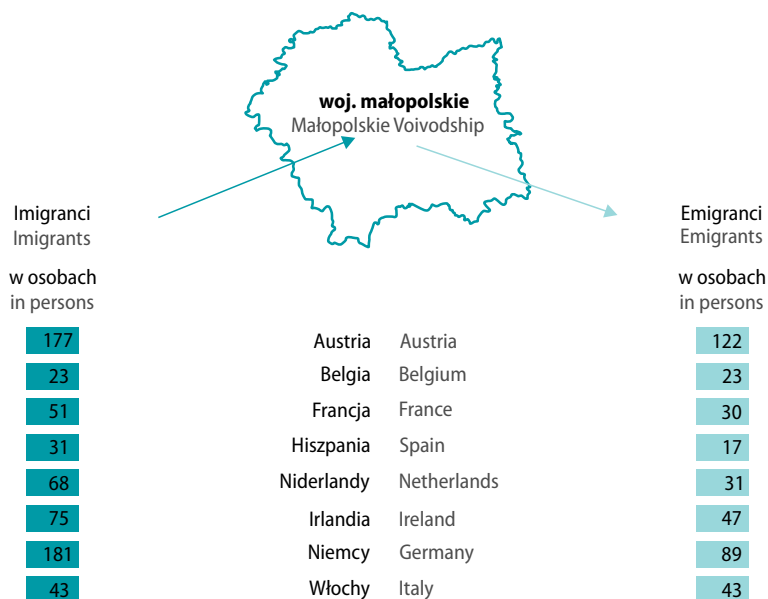 woj. małopolskie
Małopolskie Voivodship
Imigranci
Imigrants
w osobach
in persons
Emigranci
Emigrants
w osobach
in persons
177 Austria Austria 122
23 Belgia Belgium 23
51 Francja France 30
31 Hiszpania Spain 17
68 Niderlandy Netherlands 31
75 Irlandia Ireland 47
181 Niemcy Germany 89
43 Włochy Italy 43